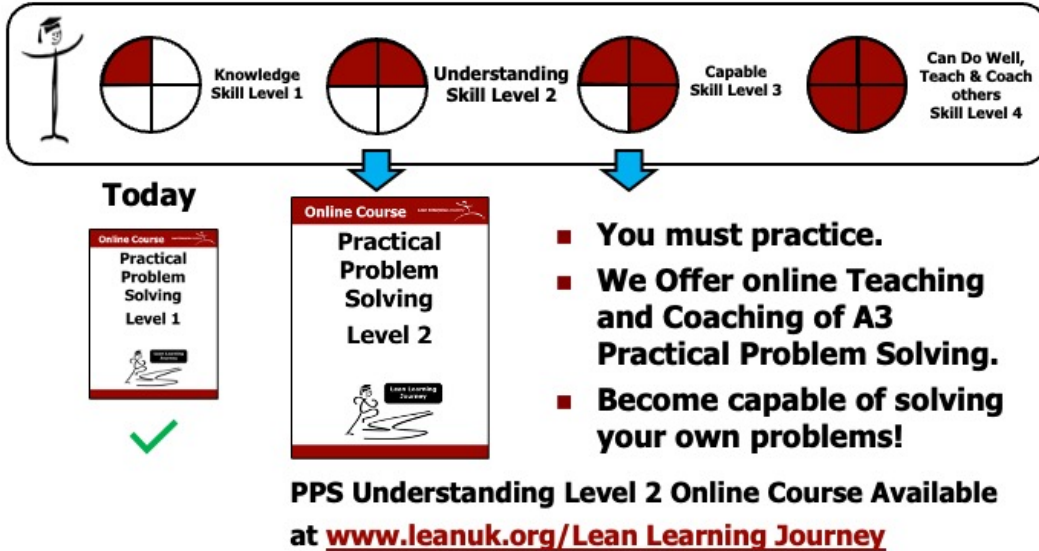 Knowledge
Skill Level 1
Understanding
Skill Level 2
Capable
Skill Level 3
Can Do Well,
Teach & Coach
others
Skill Level 4
Today
Online Course
Practical
Problem
Solving
Level 1
Lean Learning
Journey
Online Course
Practical
Problem
Solving
Level 2
Lean Learning
Journey
You must practice.
We Offer online Teaching
and Coaching of A3
Practical Problem Solving.
Become capable of solving
your own problems!
PPS Understanding Level 2 Online Course Available
at www.leanuk.org/Lean Learning Journey